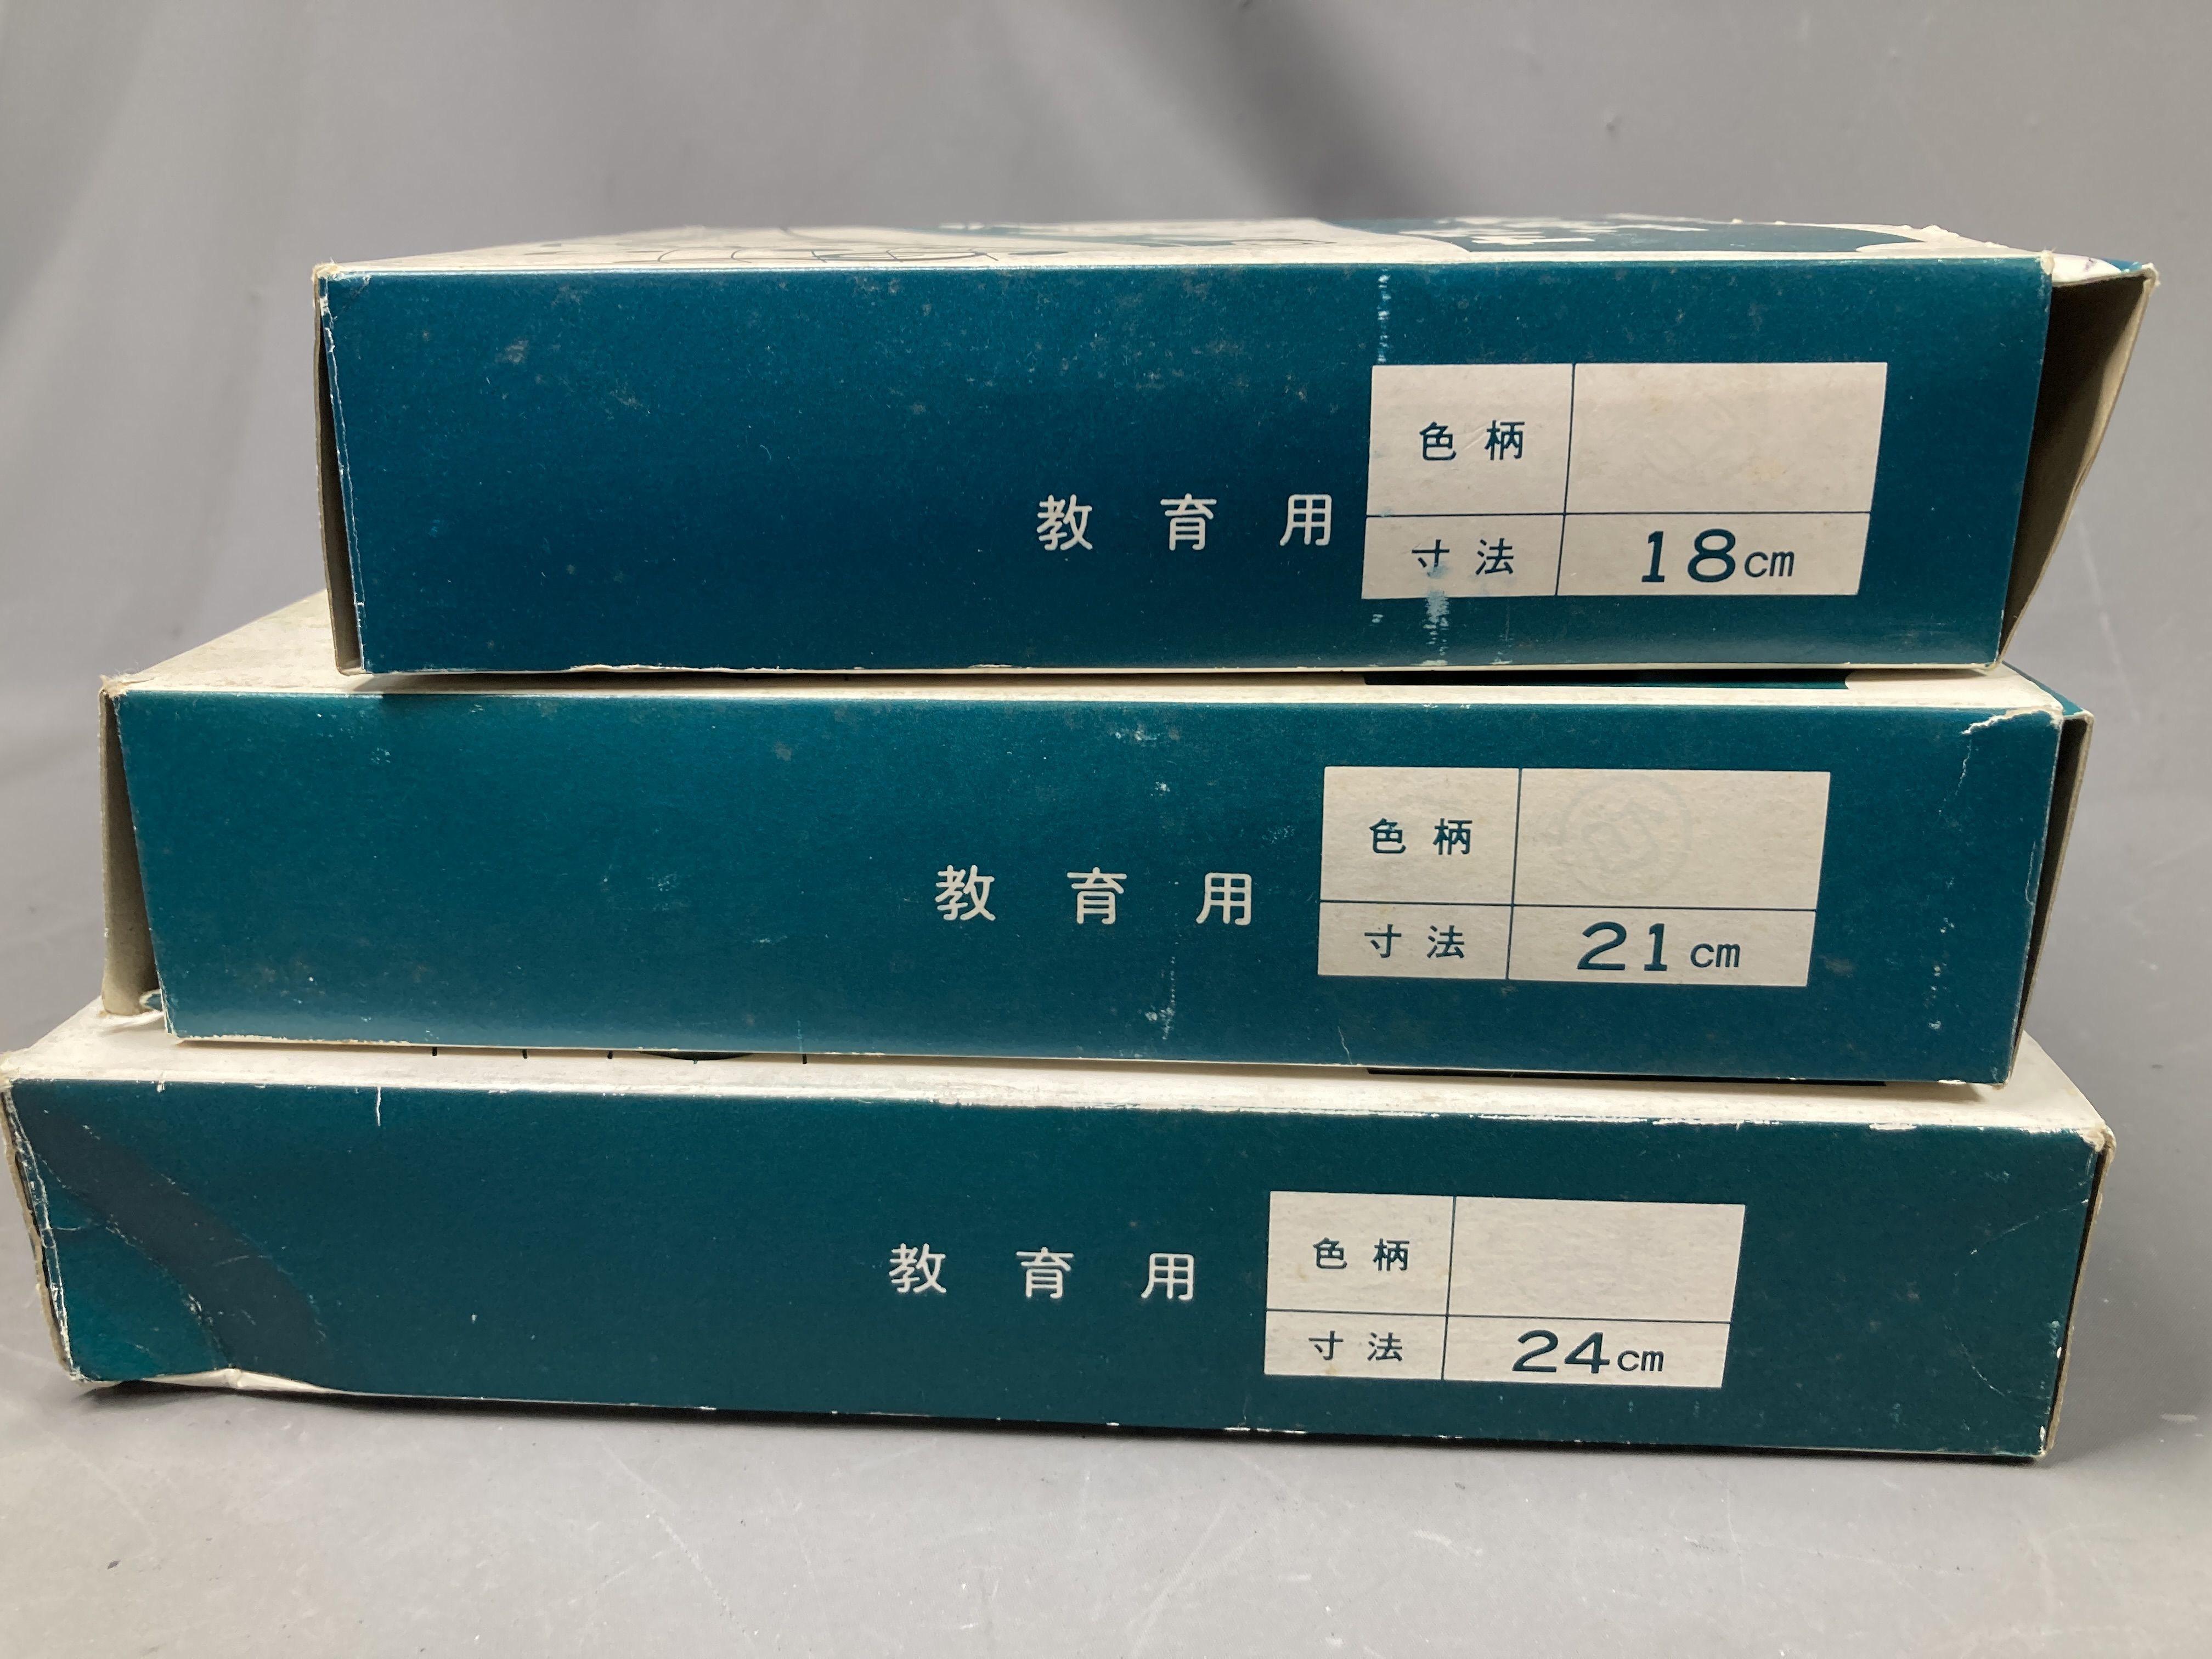 色柄
教育用
寸法 18cm
色柄
教育用
寸法 21cm
色柄
教育用
寸法 24cm